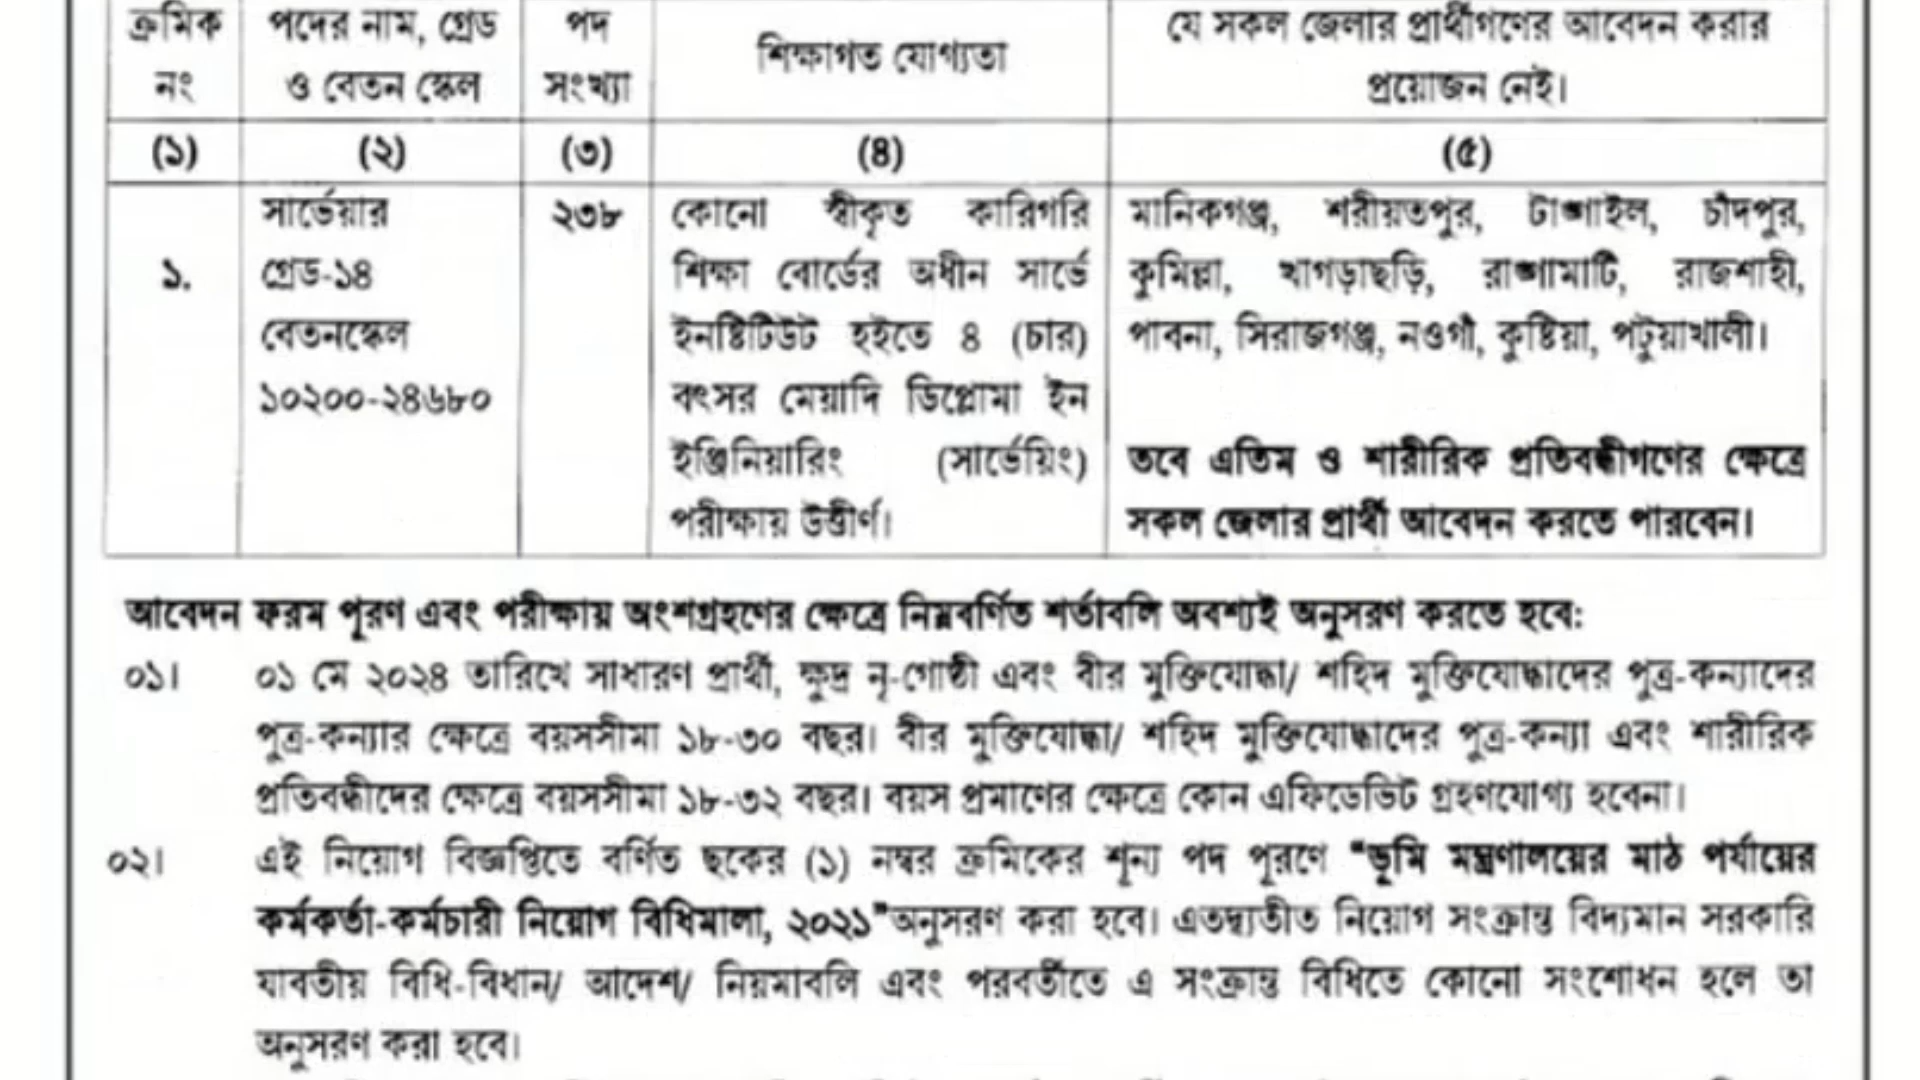 ক্রমিক নং
পদের নাম, গ্রেড ও বেতন স্কেল
পদ সংখ্যা
শিক্ষাগত যোগ্যতা
যে সকল জেলার প্রার্থীগণের আবেদন করার প্রয়োজন নেই।
(১) (২) (৩) (৪) (৫)
১.
সার্ভেয়ার
গ্রেড-১৪
বেতনস্কেল
১০২০০-২৪৬৮০
২৩৮
কোনো স্বীকৃত কারিগরি
শিক্ষা বোর্ডের অধীন সার্ভে
ইনষ্টিটিউট হইতে ৪ (চার)
বৎসর মেয়াদি ডিপ্লোমা ইন
ইঞ্জিনিয়ারিং (সার্ভেয়িং)
পরীক্ষায় উত্তীর্ণ।
মানিকগঞ্জ, শরীয়তপুর, টাঙ্গাইল, চাঁদপুর,
কুমিল্লা, খাগড়াছড়ি, রাঙ্গামাটি, রাজশাহী,
পাবনা, সিরাজগঞ্জ, নওগাঁ, কুষ্টিয়া, পটুয়াখালী।
তবে এতিম ও শারীরিক প্রতিবন্ধীগণের ক্ষেত্রে
সকল জেলার প্রার্থী আবেদন করতে পারবেন।
আবেদন ফরম পূরণ এবং পরীক্ষায় অংশগ্রহণের ক্ষেত্রে নিম্নবর্ণিত শর্তাবলি অবশ্যই অনুসরণ করতে হবে:
০১। ০১ মে ২০২৪ তারিখে সাধারণ প্রার্থী, ক্ষুদ্র নৃ-গোষ্ঠী এবং বীর মুক্তিযোদ্ধা/ শহিদ মুক্তিযোদ্ধাদের পুত্র-কন্যাদের
পুত্র-কন্যার ক্ষেত্রে বয়সসীমা ১৮-৩০ বছর। বীর মুক্তিযোদ্ধা/ শহিদ মুক্তিযোদ্ধাদের পুত্র-কন্যা এবং শারীরিক
প্রতিবন্ধীদের ক্ষেত্রে বয়সসীমা ১৮-৩২ বছর। বয়স প্রমাণের ক্ষেত্রে কোন এফিডেভিট গ্রহণযোগ্য হবেনা।
০২। এই নিয়োগ বিজ্ঞপ্তিতে বর্ণিত ছকের (১) নম্বর ক্রমিকের শূন্য পদ পূরণে "ভূমি মন্ত্রণালয়ের মাঠ পর্যায়ের
কর্মকর্তা-কর্মচারী নিয়োগ বিধিমালা, ২০২১"অনুসরণ করা হবে। এতদ্ব্যতীত নিয়োগ সংক্রান্ত বিদ্যমান সরকারি
যাবতীয় বিধি-বিধান/ আদেশ/ নিয়মাবলি এবং পরবর্তীতে এ সংক্রান্ত বিধিতে কোনো সংশোধন হলে তা
অনুসরণ করা হবে।